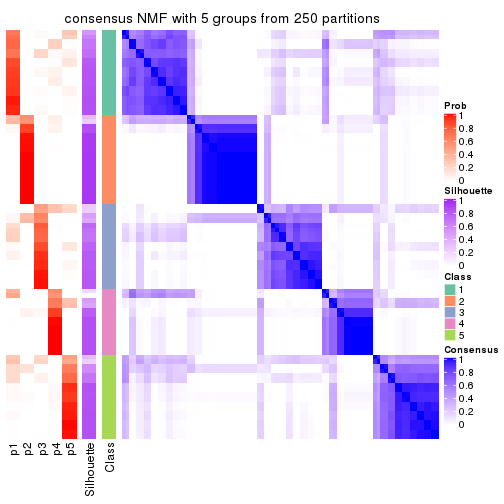 consensus NMF with 5 groups from 250 partitions
Prob
1
0.8
0.6
0.4
0.2
0
Silhouette
1
0.8
0.6
0.4
0.2
0
Class
1
2
3
4
5
Consensus
1
0.8
0.6
0.4
0.2
0
p1
p2
p3
p4
p5
Silhouette
Class